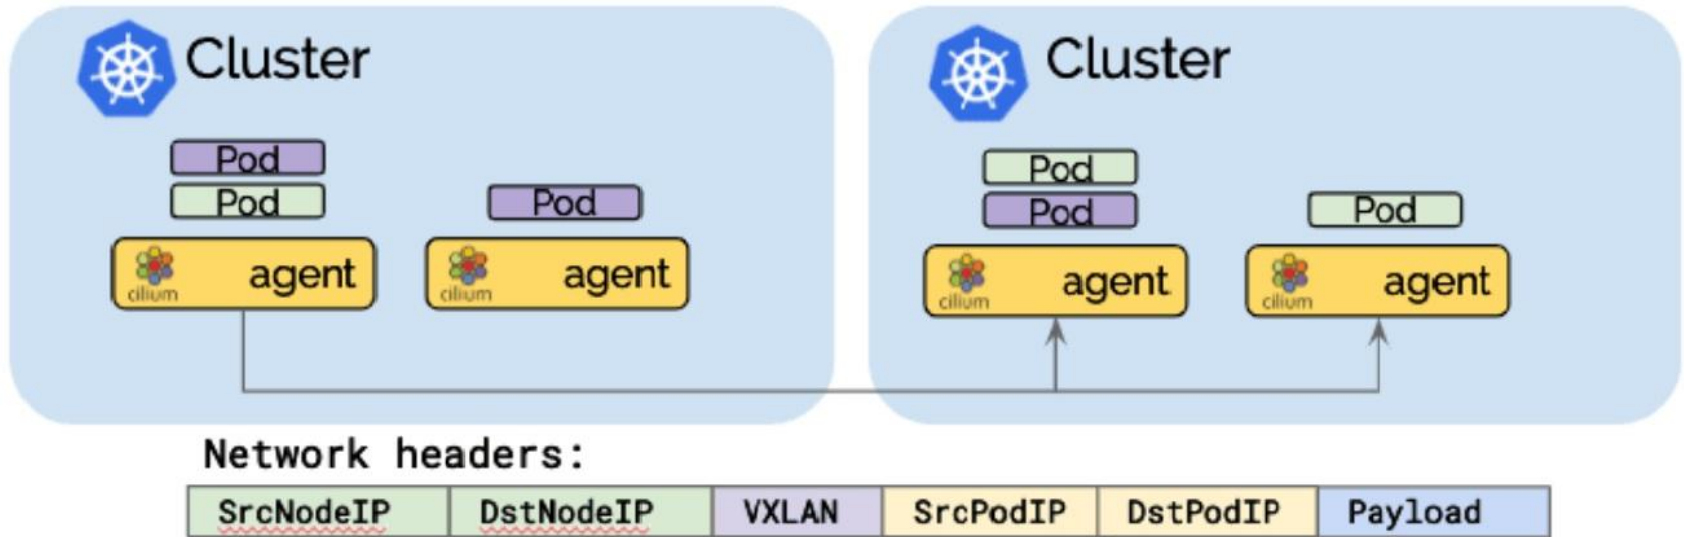 Cluster
Pod
Pod
Pod
cilium agent
cilium agent
Cluster
Pod
Pod
Pod
cilium agent
cilium agent
Network headers:
SrcNodeIP DstNodeIP VXLAN SrcPodIP DstPodIP Payload